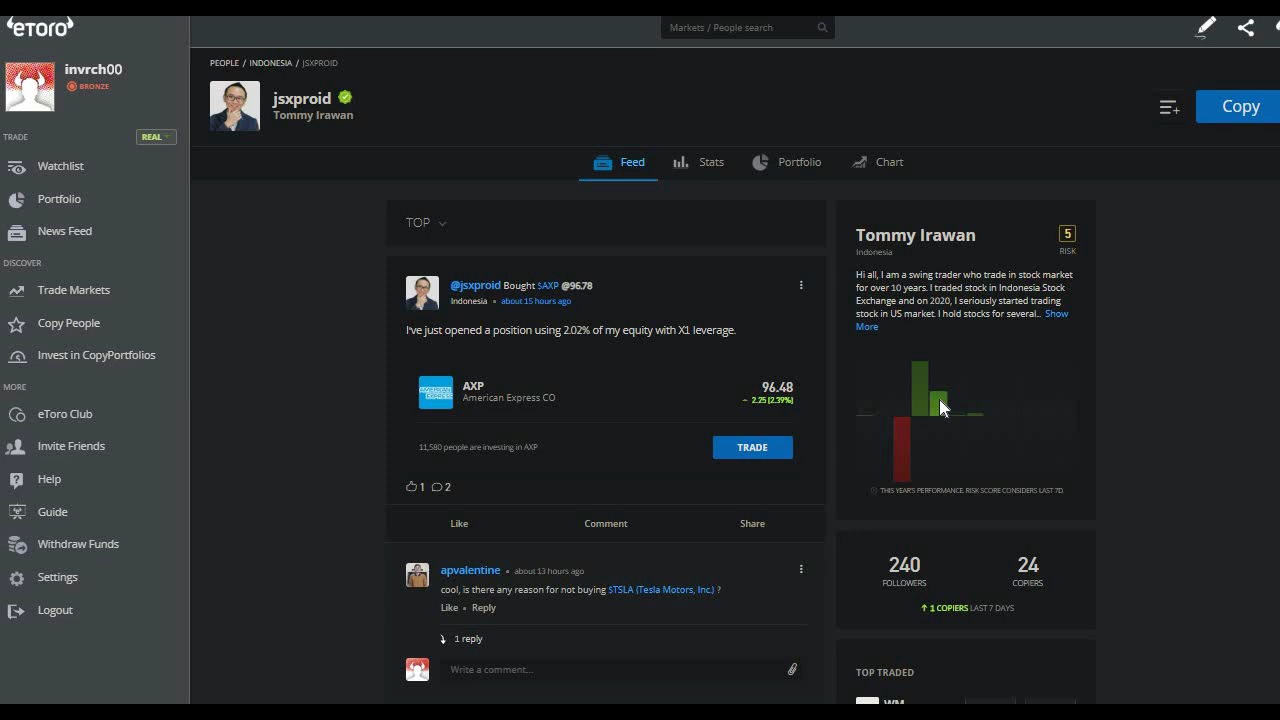 eToro
Markets / People search
invrch00
BRONZE
TRADE
REAL
Watchlist
Portfolio
News Feed
DISCOVER
Trade Markets
Copy People
Invest in CopyPortfolios
MORE
eToro Club
Invite Friends
Help
Guide
Withdraw Funds
Settings
Logout
PEOPLE / INDONESIA / JSXPROID
jsxproid
Tommy Irawan
Copy
Feed
Stats
Portfolio
Chart
TOP
@jsxproid Bought $AXP @96.78
Indonesia • about 15 hours ago
I've just opened a position using 2.02% of my equity with X1 leverage.
AMERICAN
EXPRESS
AXP
American Express CO
96.48
2.25 (2.39%)
11,580 people are investing in AXP
TRADE
1
2
Like
Comment
Share
apvalentine • about 13 hours ago
cool, is there any reason for not buying $TSLA (Tesla Motors, Inc.) ?
Like • Reply
1 reply
Write a comment...
Tommy Irawan
Indonesia
5
RISK
Hi all, I am a swing trader who trade in stock market
for over 10 years. I traded stock in Indonesia Stock
Exchange and on 2020, I seriously started trading
stock in US market. I hold stocks for several... Show
More
THIS YEAR'S PERFORMANCE. RISK SCORE CONSIDERS LAST 7D.
240
FOLLOWERS
24
COPIERS
1 COPIERS LAST 7 DAYS
TOP TRADED
WM